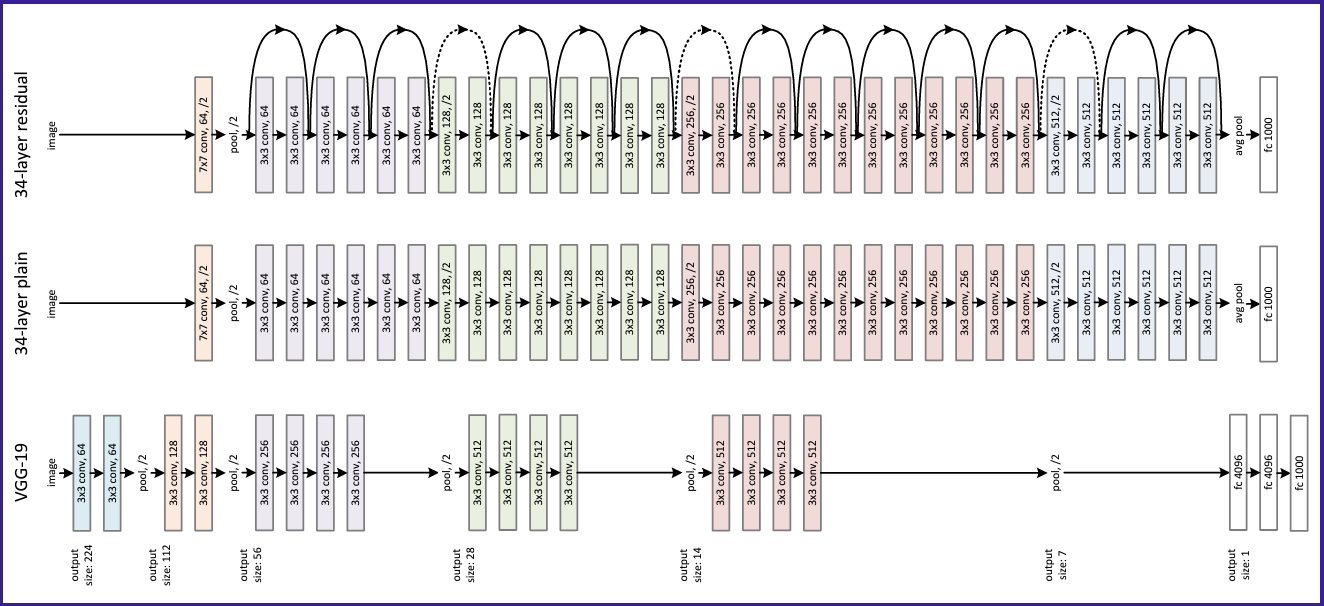 34-layer residual
image
7x7 conv, 64, /2
pool, /2
3x3 conv, 64
3x3 conv, 64
3x3 conv, 64
3x3 conv, 64
3x3 conv, 64
3x3 conv, 64
3x3 conv, 128, /2
3x3 conv, 128
3x3 conv, 128
3x3 conv, 128
3x3 conv, 128
3x3 conv, 128
3x3 conv, 128
3x3 conv, 128
3x3 conv, 256, /2
3x3 conv, 256
3x3 conv, 256
3x3 conv, 256
3x3 conv, 256
3x3 conv, 256
3x3 conv, 256
3x3 conv, 256
3x3 conv, 256
3x3 conv, 256
3x3 conv, 256
3x3 conv, 256
3x3 conv, 512, /2
3x3 conv, 512
3x3 conv, 512
3x3 conv, 512
3x3 conv, 512
3x3 conv, 512
avg pool
fc 1000
34-layer plain
image
7x7 conv, 64, /2
pool, /2
3x3 conv, 64
3x3 conv, 64
3x3 conv, 64
3x3 conv, 64
3x3 conv, 64
3x3 conv, 64
3x3 conv, 128, /2
3x3 conv, 128
3x3 conv, 128
3x3 conv, 128
3x3 conv, 128
3x3 conv, 128
3x3 conv, 128
3x3 conv, 128
3x3 conv, 256, /2
3x3 conv, 256
3x3 conv, 256
3x3 conv, 256
3x3 conv, 256
3x3 conv, 256
3x3 conv, 256
3x3 conv, 256
3x3 conv, 256
3x3 conv, 256
3x3 conv, 256
3x3 conv, 256
3x3 conv, 512, /2
3x3 conv, 512
3x3 conv, 512
3x3 conv, 512
3x3 conv, 512
3x3 conv, 512
avg pool
fc 1000
VGG-19
image
3x3 conv, 64
3x3 conv, 64
pool, /2
3x3 conv, 128
3x3 conv, 128
pool, /2
3x3 conv, 256
3x3 conv, 256
3x3 conv, 256
3x3 conv, 256
pool, /2
3x3 conv, 512
3x3 conv, 512
3x3 conv, 512
3x3 conv, 512
pool, /2
3x3 conv, 512
3x3 conv, 512
3x3 conv, 512
3x3 conv, 512
pool, /2
fc 4096
fc 4096
fc 1000
output
size: 224
output
size: 112
output
size: 56
output
size: 28
output
size: 14
output
size: 7
output
size: 1